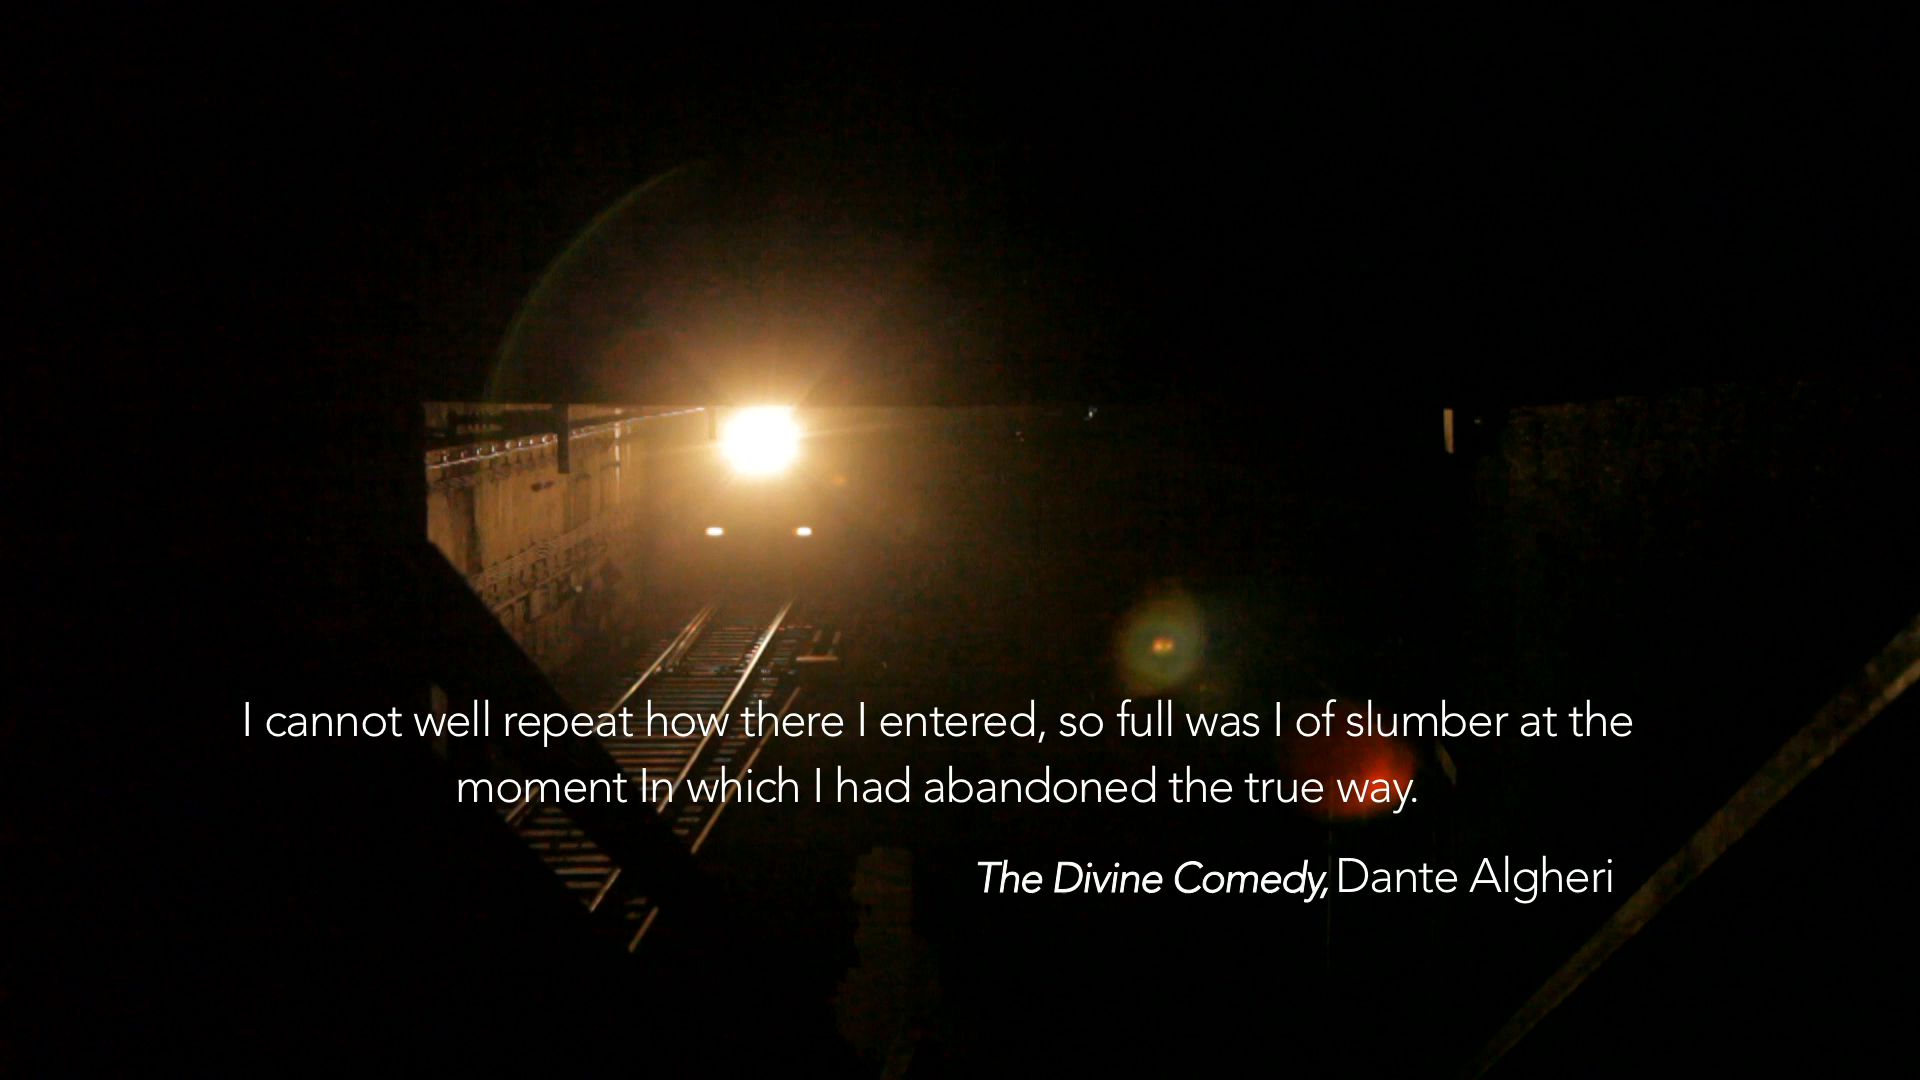 I cannot well repeat how there I entered, so full was I of slumber at the
moment In which I had abandoned the true way.
The Divine Comedy, Dante Algheri